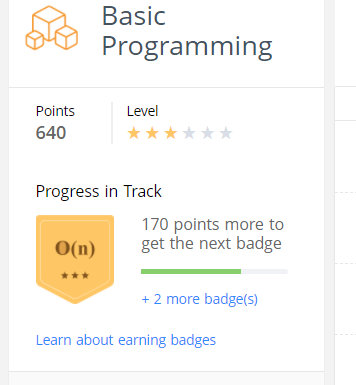 Basic
Programming
Points
Level
640
Progress in Track
O(n)
170 points more to
get the next badge
+ 2 more badge(s)
Learn about earning badges